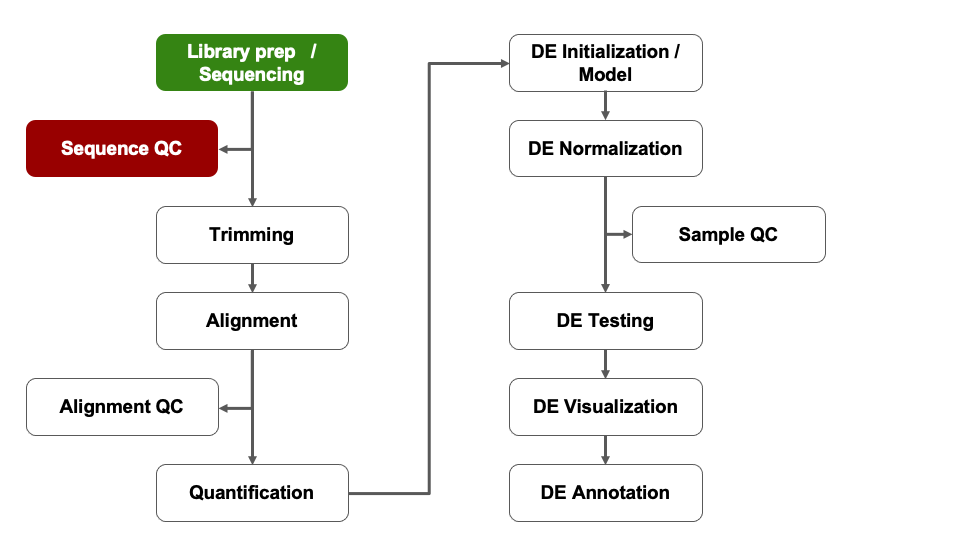 Library prep /
Sequencing
Sequence QC
Trimming
Alignment
Alignment QC
Quantification
DE Initialization /
Model
DE Normalization
Sample QC
DE Testing
DE Visualization
DE Annotation